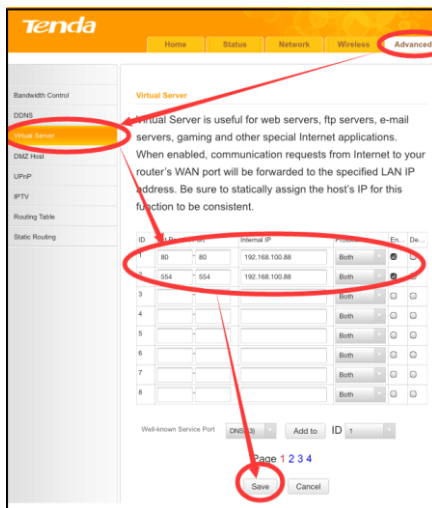 Tenda
Home Status Network Wireless Advanced
Bandwidth Control
DDNS
Virtual Server
DMZ Host
UPnP
IPTV
Routing Table
Static Routing
Virtual Server
Virtual Server is useful for web servers, ftp servers, e-mail
servers, gaming and other special Internet applications.
When enabled, communication requests from Internet to your
router's WAN port will be forwarded to the specified LAN IP
address. Be sure to statically assign the host's IP for this
function to be consistent.
ID Port Internal IP En... De...
1 80 - 80 192.168.100.88 Both
2 554 - 554 192.168.100.88 Both
3 - Both
4 - Both
5 - Both
6 - Both
7 - Both
8 - Both
Well-known Service Port Add to ID 1
Page 1 2 3 4
Save Cancel